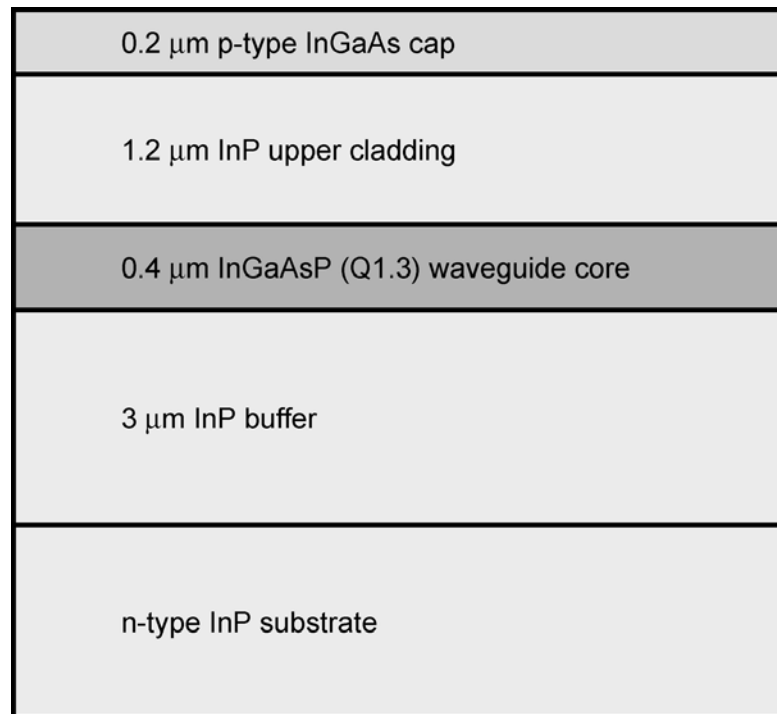 0.2 μm p-type InGaAs cap
1.2 μm InP upper cladding
0.4 μm InGaAsP (Q1.3) waveguide core
3 μm InP buffer
n-type InP substrate